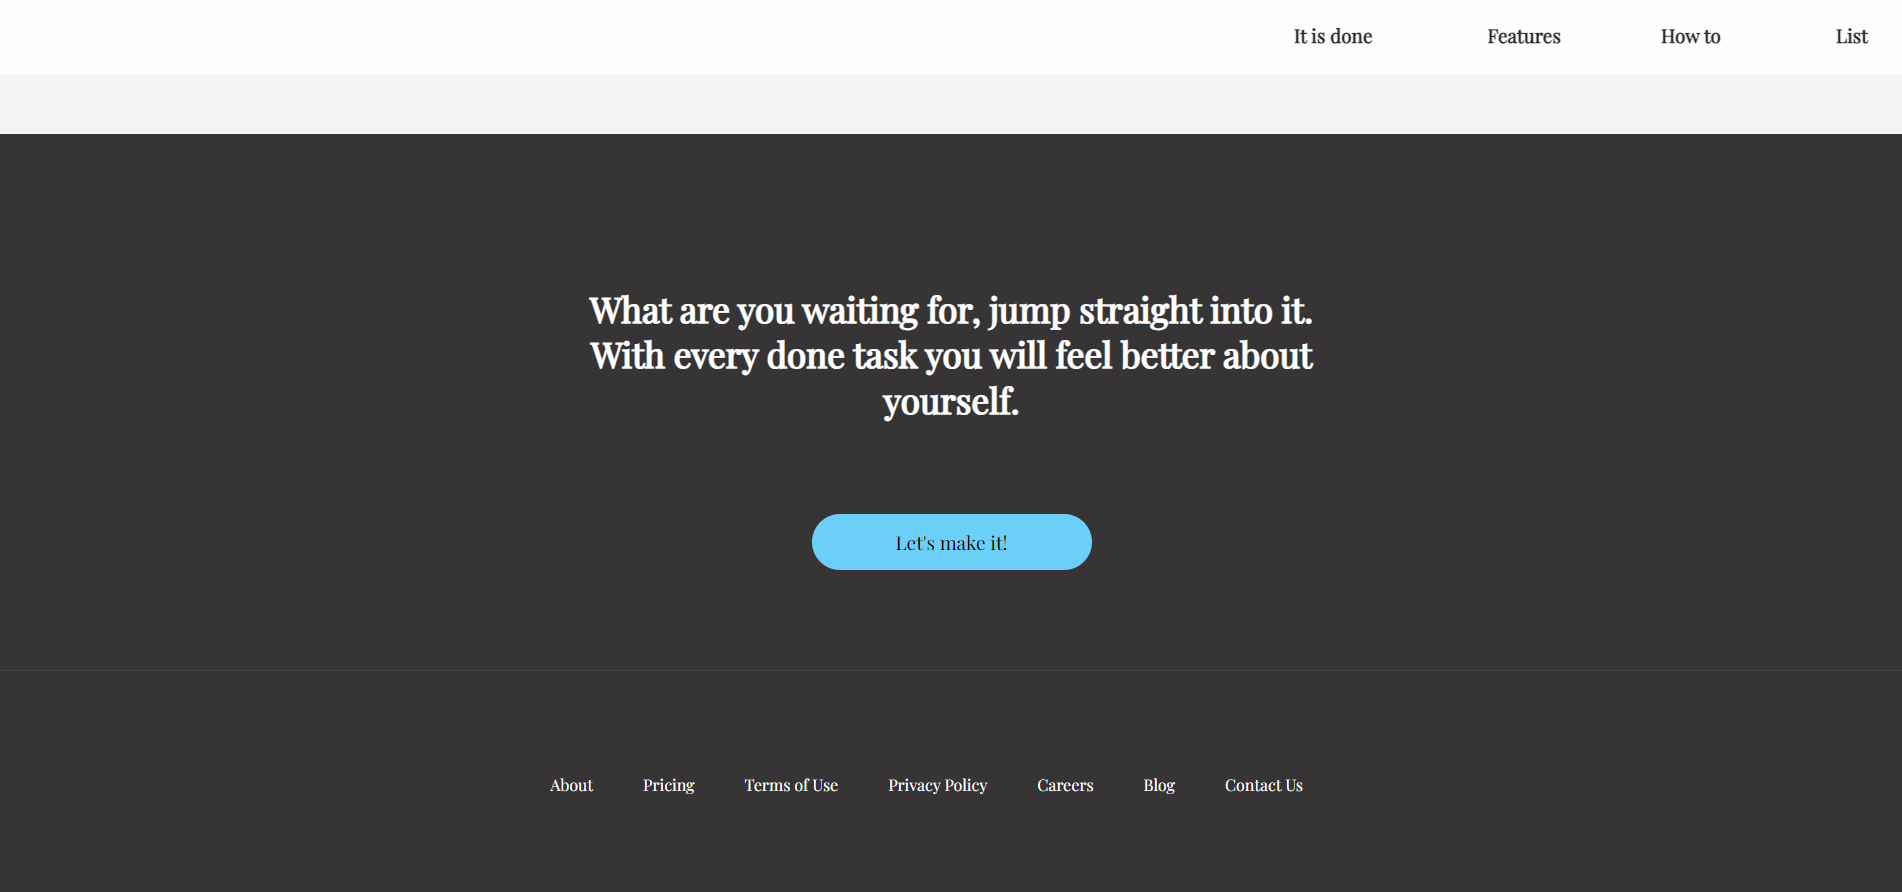 It is done Features How to List
What are you waiting for, jump straight into it.
With every done task you will feel better about
yourself.
Let's make it!
About Pricing Terms of Use Privacy Policy Careers Blog Contact Us